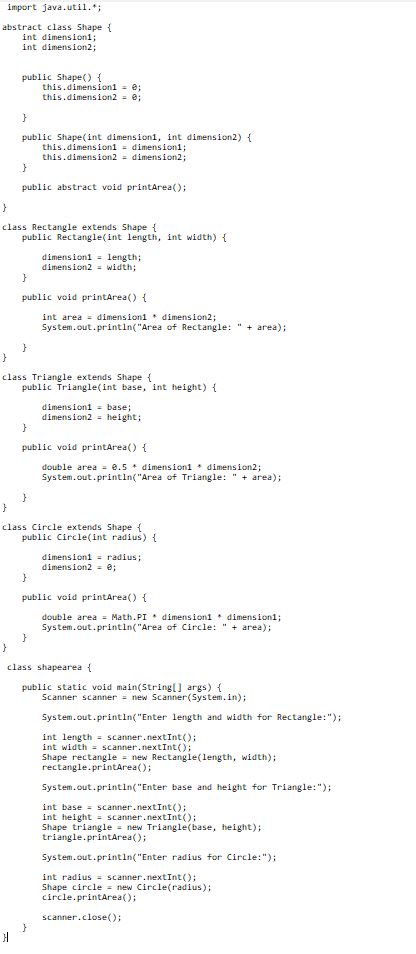 import java.util.*;
abstract class Shape {
int dimension1;
int dimension2;
public Shape() {
this.dimension1 = 0;
this.dimension2 = 0;
}
public Shape(int dimension1, int dimension2) {
this.dimension1 = dimension1;
this.dimension2 = dimension2;
}
public abstract void printArea();
}
class Rectangle extends Shape {
public Rectangle(int length, int width) {
dimension1 = length;
dimension2 = width;
}
public void printArea() {
int area = dimension1 * dimension2;
System.out.println("Area of Rectangle: " + area);
}
}
class Triangle extends Shape {
public Triangle(int base, int height) {
dimension1 = base;
dimension2 = height;
}
public void printArea() {
double area = 0.5 * dimension1 * dimension2;
System.out.println("Area of Triangle: " + area);
}
}
class Circle extends Shape {
public Circle(int radius) {
dimension1 = radius;
dimension2 = 0;
}
public void printArea() {
double area = Math.PI * dimension1 * dimension1;
System.out.println("Area of Circle: " + area);
}
}
class shapearea {
public static void main(String[] args) {
Scanner scanner = new Scanner(System.in);
System.out.println("Enter length and width for Rectangle:");
int length = scanner.nextInt();
int width = scanner.nextInt();
Shape rectangle = new Rectangle(length, width);
rectangle.printArea();
System.out.println("Enter base and height for Triangle:");
int base = scanner.nextInt();
int height = scanner.nextInt();
Shape triangle = new Triangle(base, height);
triangle.printArea();
System.out.println("Enter radius for Circle:");
int radius = scanner.nextInt();
Shape circle = new Circle(radius);
circle.printArea();
scanner.close();
}
}